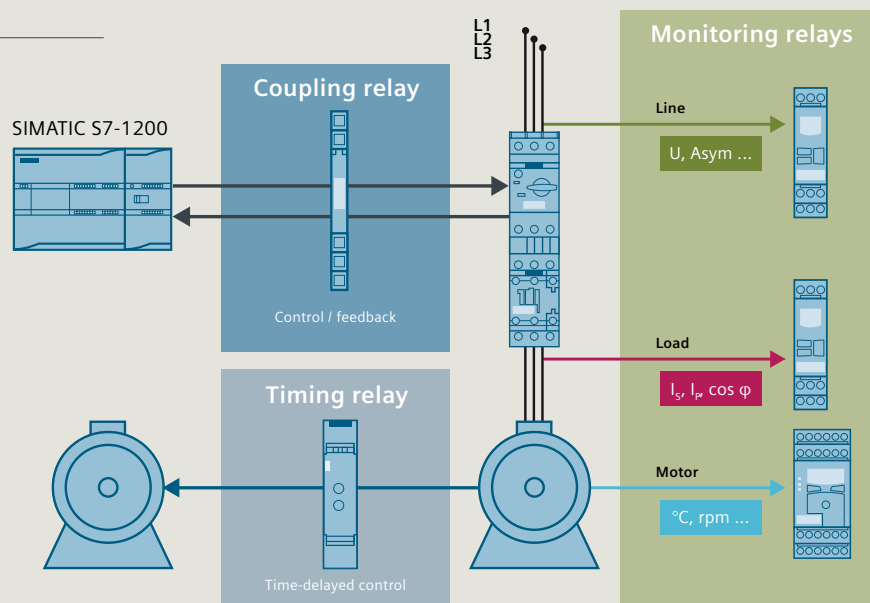 L1
L2
L3
Monitoring relays
Coupling relay
SIMATIC S7-1200
Line
U, Asym ...
Control / feedback
Load
Iₛ, Iₚ, cos φ
Timing relay
Motor
°C, rpm ...
Time-delayed control